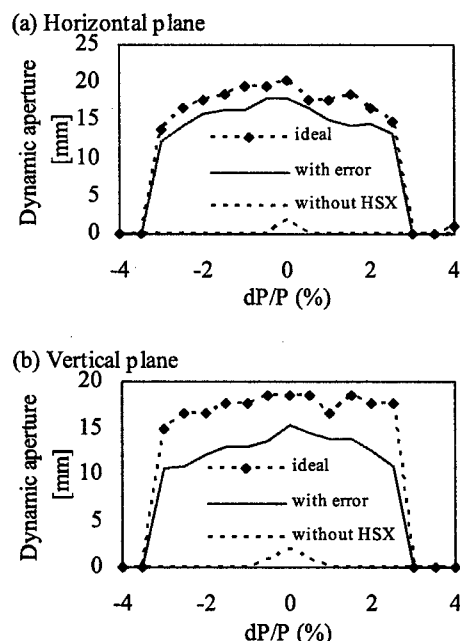 (a) Horizontal plane
25
20
15
10
5
0
Dynamic aperture
[mm]
ideal
with error
without HSX
-4 -2 0 2 4
dP/P (%)
(b) Vertical plane
20
15
10
5
0
Dynamic aperture
[mm]
ideal
with error
without HSX
-4 -2 0 2 4
dP/P (%)